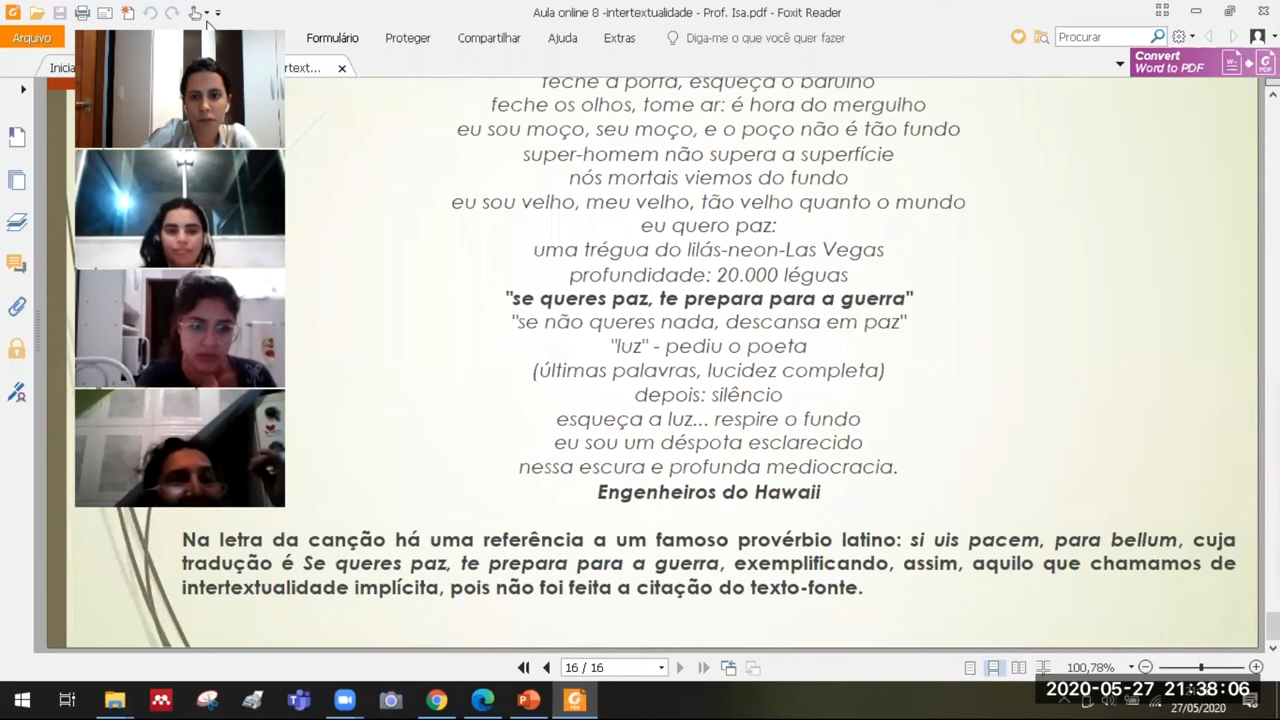 Aula online 8 -intertextualidade - Prof. Isa.pdf - Foxit Reader
Arquivo
Formulário
Proteger
Compartilhar
Ajuda
Extras
Diga-me o que você quer fazer
Procurar
Inicia
rtext...
Convert
Word to PDF
feche a porta, esqueça o barulho
feche os olhos, tome ar: é hora do mergulho
eu sou moço, seu moço, e o poço não é tão fundo
super-homem não supera a superfície
nós mortais viemos do fundo
eu sou velho, meu velho, tão velho quanto o mundo
eu quero paz:
uma trégua do lilás-neon-Las Vegas
profundidade: 20.000 léguas
"se queres paz, te prepara para a guerra"
"se não queres nada, descansa em paz"
"luz" - pediu o poeta
(últimas palavras, lucidez completa)
depois: silêncio
esqueça a luz... respire o fundo
eu sou um déspota esclarecido
nessa escura e profunda mediocracia.
Engenheiros do Hawaii
Na letra da canção há uma referência a um famoso provérbio latino: si uis pacem, para bellum, cuja
tradução é Se queres paz, te prepara para a guerra, exemplificando, assim, aquilo que chamamos de
intertextualidade implícita, pois não foi feita a citação do texto-fonte.
16 / 16
100,78%
2020-05-27 21:38:06
27/05/2020